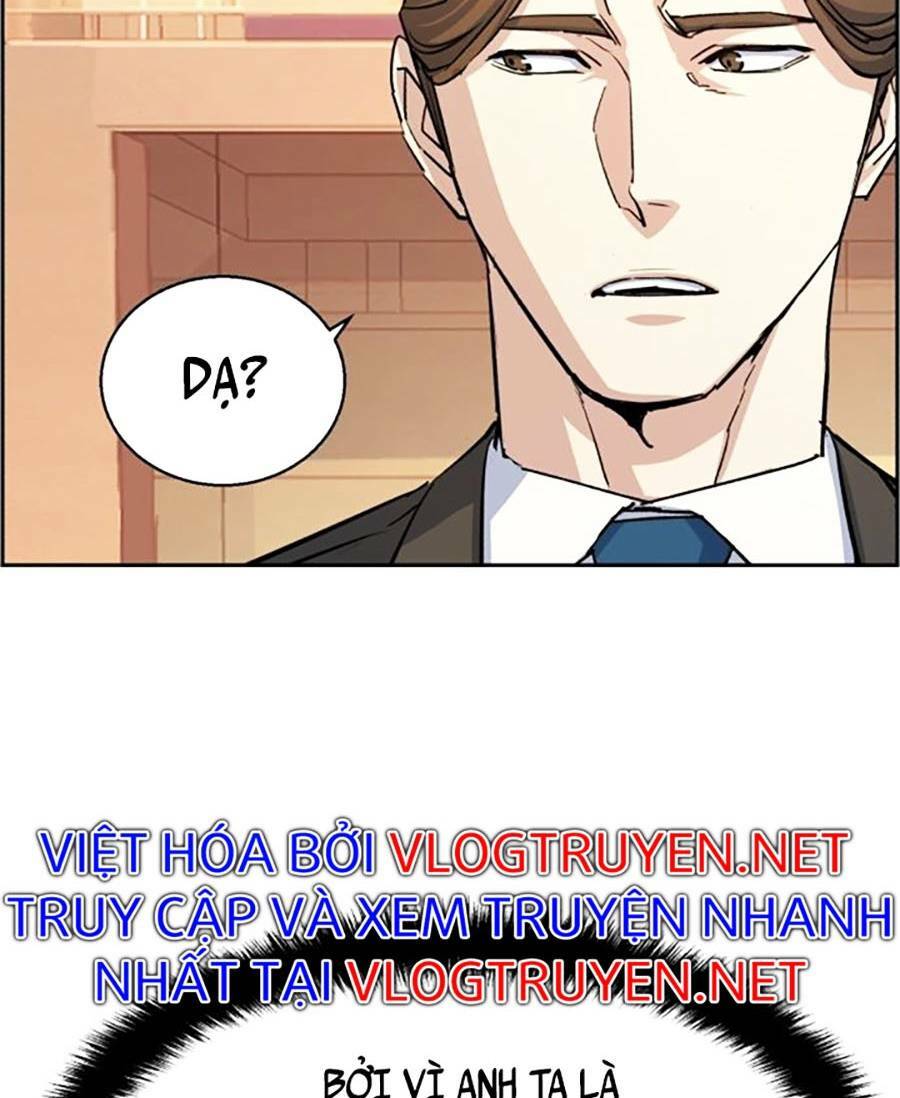 DẠ?
VIỆT HÓA BỞI VLOGTRUYEN.NET
TRUY CẬP VÀ XEM TRUYỆN NHANH
NHẤT TẠI VLOGTRUYEN.NET
BỞI VÌ ANH TA LÀ